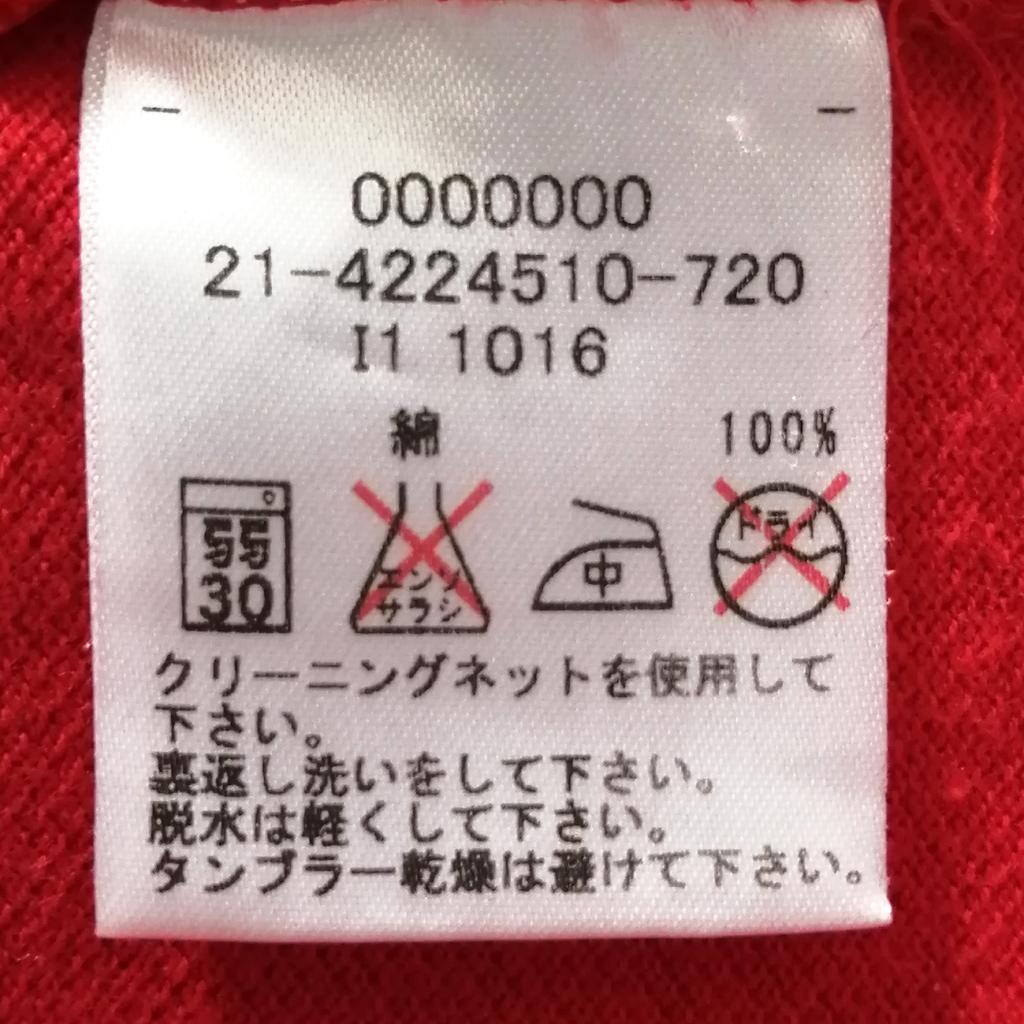 0000000
21-4224510-720
I1 1016
綿 100%
弱 30 エンソサラシ 中 ドライ
クリーニングネットを使用して
下さい。
裏返し洗いをして下さい。
脱水は軽くして下さい。
タンブラー乾燥は避けて下さい。